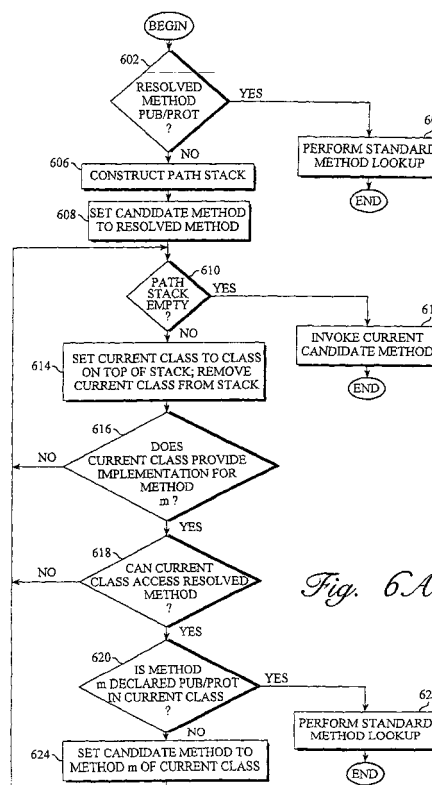 BEGIN
602
RESOLVED
METHOD
PUB/PROT
?
YES
NO
PERFORM STANDARD
METHOD LOOKUP
END
606
CONSTRUCT PATH STACK
608
SET CANDIDATE METHOD
TO RESOLVED METHOD
610
PATH
STACK
EMPTY
?
YES
NO
INVOKE CURRENT
CANDIDATE METHOD
END
614
SET CURRENT CLASS TO CLASS
ON TOP OF STACK; REMOVE
CURRENT CLASS FROM STACK
616
DOES
CURRENT CLASS PROVIDE
IMPLEMENTATION FOR
METHOD
m ?
NO
YES
618
CAN CURRENT
CLASS ACCESS RESOLVED
METHOD
?
NO
YES
Fig. 6A
620
IS METHOD
m DECLARED PUB/PROT
IN CURRENT CLASS
?
YES
NO
PERFORM STANDARD
METHOD LOOKUP
END
624
SET CANDIDATE METHOD TO
METHOD m OF CURRENT CLASS